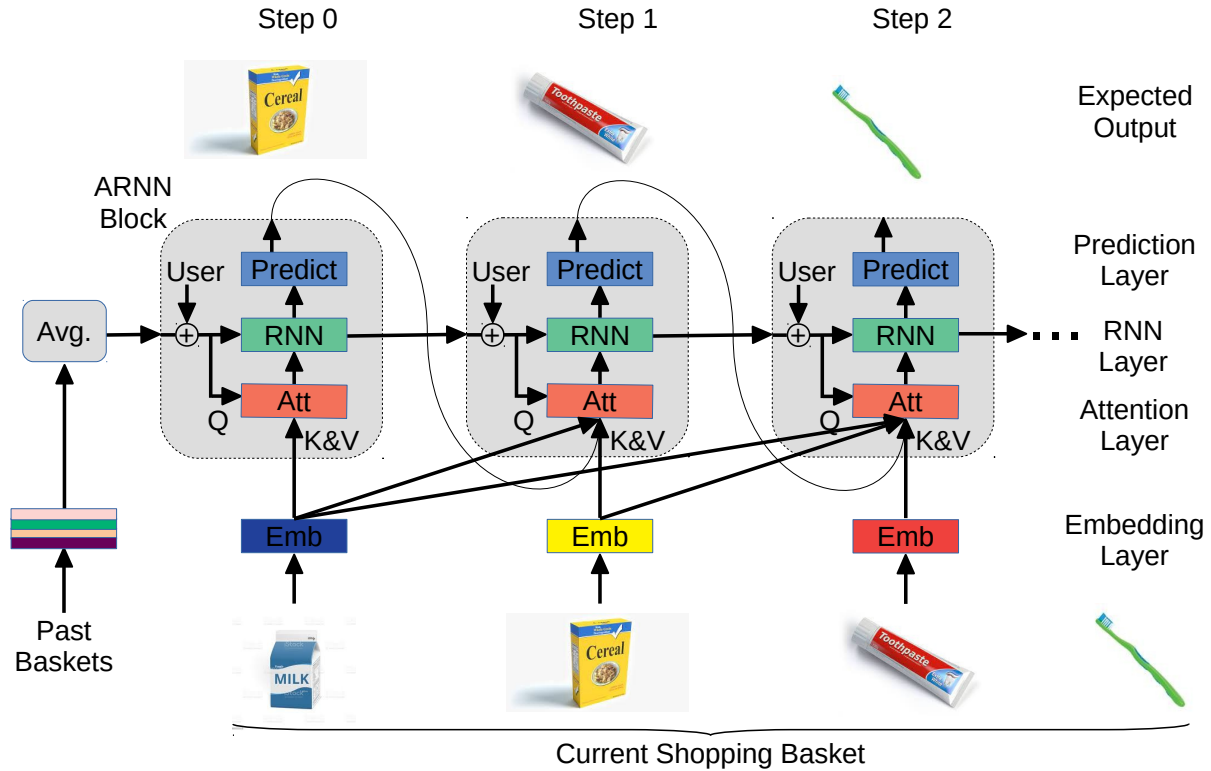 Step 0
Step 1
Step 2
Cereal
Toothpaste
Expected
Output
ARNN
Block
User
Predict
User
Predict
User
Predict
Prediction
Layer
Avg.
+
RNN
+
RNN
+
RNN
RNN
Layer
Q
Att
Q
Att
Q
Att
Attention
Layer
K&V
K&V
K&V
Emb
Emb
Emb
Embedding
Layer
Past
Baskets
MILK
Cereal
Toothpaste
Current Shopping Basket